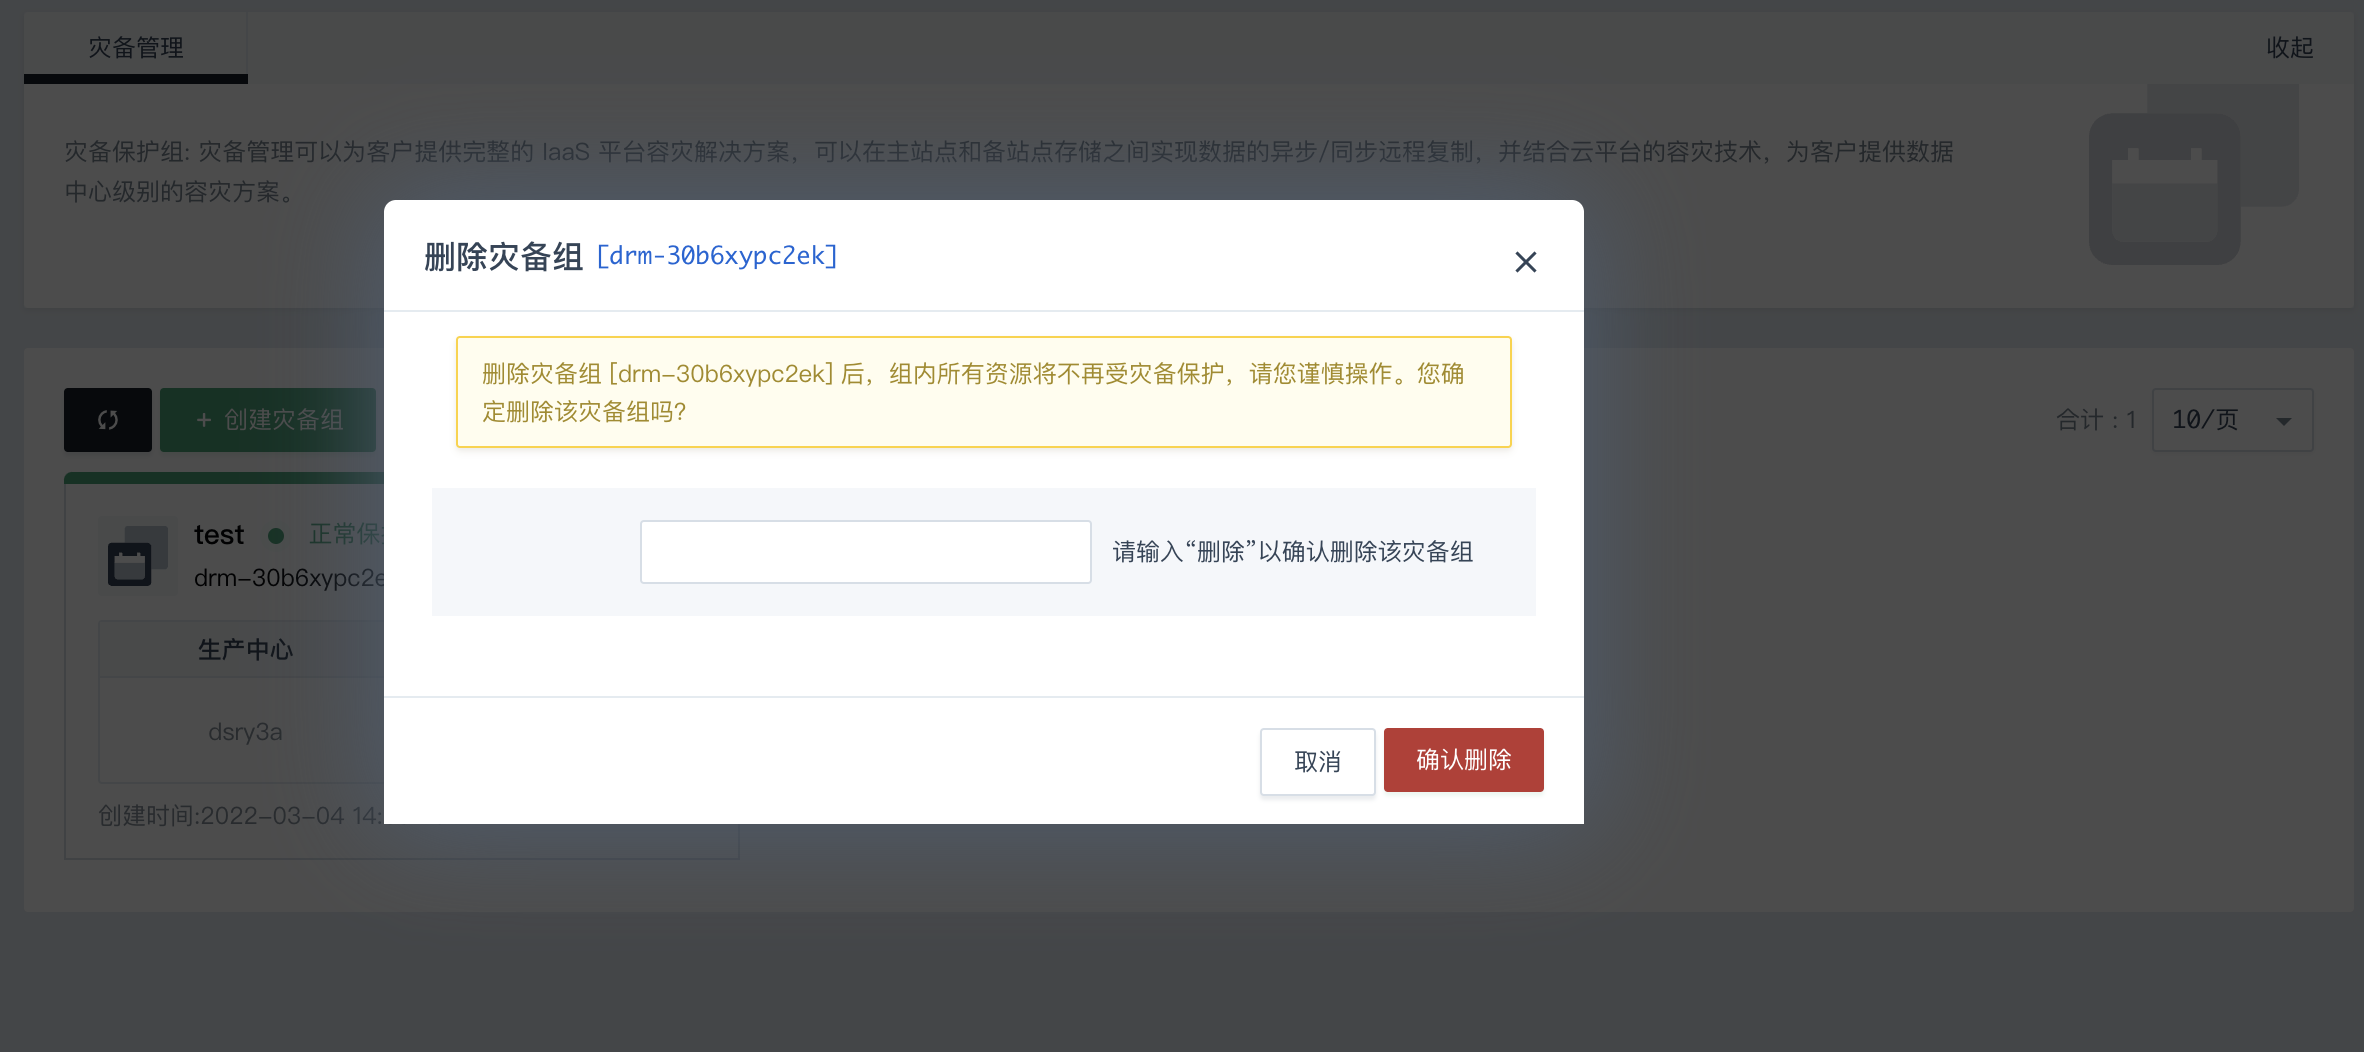 灾备管理
收起
灾备保护组: 灾备管理可以为客户提供完整的 IaaS 平台容灾解决方案，可以在主站点和备站点存储之间实现数据的异步/同步远程复制，并结合云平台的容灾技术，为客户提供数据
中心级别的容灾方案。
删除灾备组 [drm-30b6xypc2ek]
删除灾备组 [drm-30b6xypc2ek] 后，组内所有资源将不再受灾备保护，请您谨慎操作。您确
定删除该灾备组吗？
+ 创建灾备组
合计 : 1
10/页
test 正常保
drm-30b6xypc2e
请输入“删除”以确认删除该灾备组
生产中心
dsry3a
取消
确认删除
创建时间:2022-03-04 14: